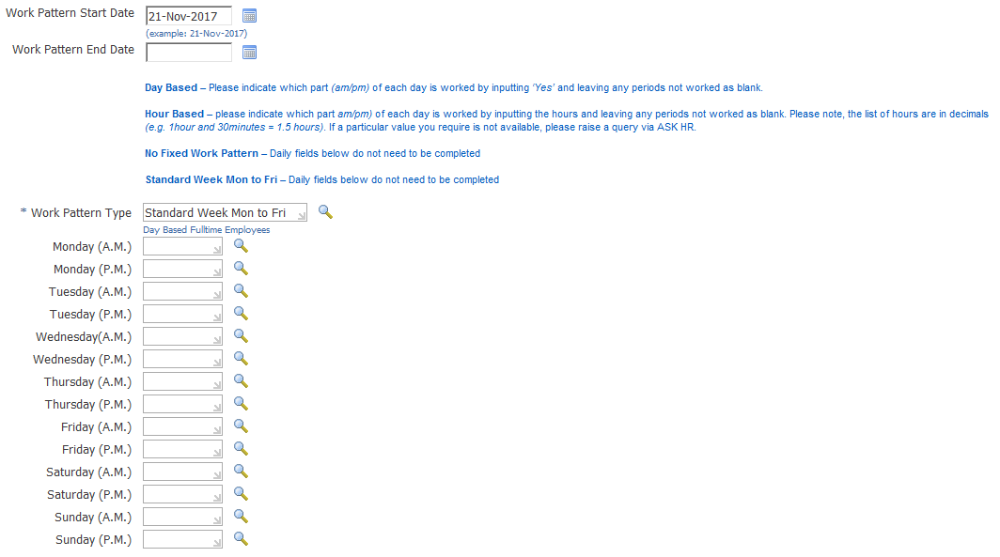 Work Pattern Start Date 21-Nov-2017
(example: 21-Nov-2017)
Work Pattern End Date
Day Based – Please indicate which part (am/pm) of each day is worked by inputting ‘Yes’ and leaving any periods not worked as blank.
Hour Based – please indicate which part am/pm) of each day is worked by inputting the hours and leaving any periods not worked as blank. Please note, the list of hours are in decimals
(e.g. 1hour and 30minutes = 1.5 hours). If a particular value you require is not available, please raise a query via ASK HR.
No Fixed Work Pattern – Daily fields below do not need to be completed
Standard Week Mon to Fri – Daily fields below do not need to be completed
* Work Pattern Type Standard Week Mon to Fri
Day Based Fulltime Employees
Monday (A.M.)
Monday (P.M.)
Tuesday (A.M.)
Tuesday (P.M.)
Wednesday(A.M.)
Wednesday (P.M.)
Thursday (A.M.)
Thursday (P.M.)
Friday (A.M.)
Friday (P.M.)
Saturday (A.M.)
Saturday (P.M.)
Sunday (A.M.)
Sunday (P.M.)